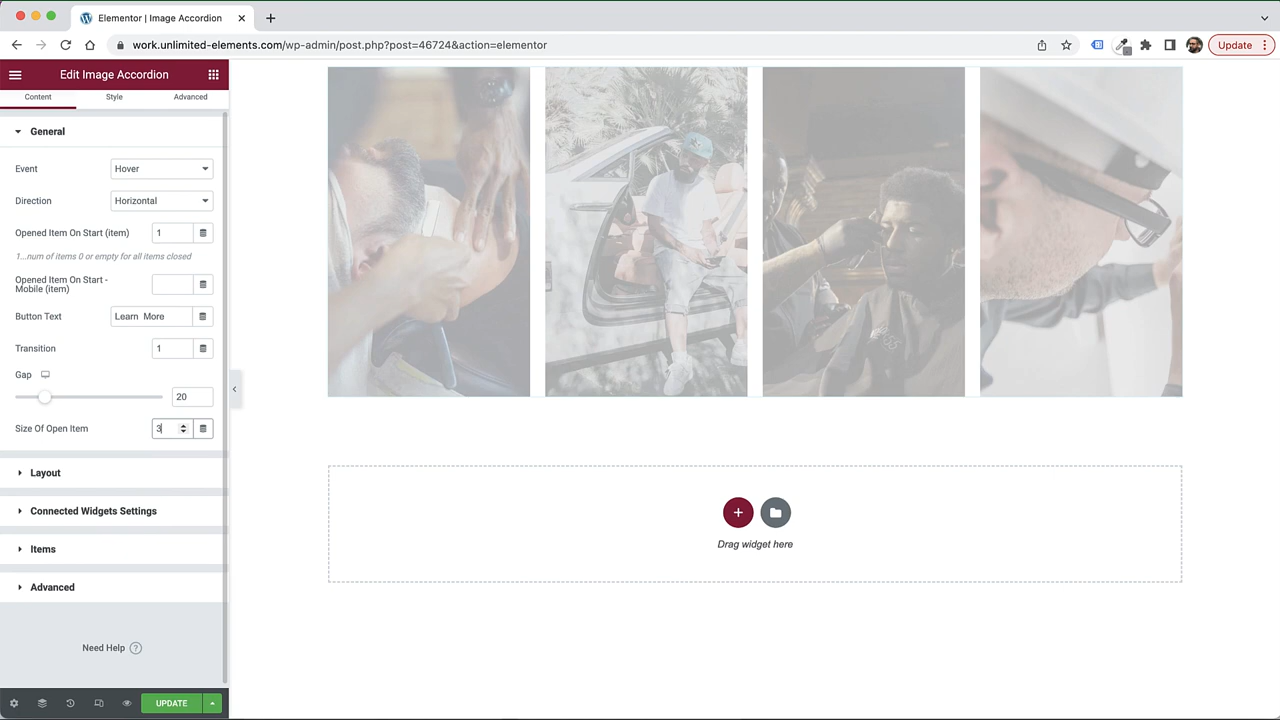 Elementor | Image Accordion
work.unlimited-elements.com/wp-admin/post.php?post=46724&action=elementor
Update
Edit Image Accordion
Content
Style
Advanced
General
Event
Hover
Direction
Horizontal
Opened Item On Start (item)
1
1...num of items 0 or empty for all items closed
Opened Item On Start -
Mobile (item)
Button Text
Learn More
Transition
1
Gap
20
Size Of Open Item
3
Layout
Connected Widgets Settings
Items
Advanced
Need Help ?
UPDATE
Drag widget here